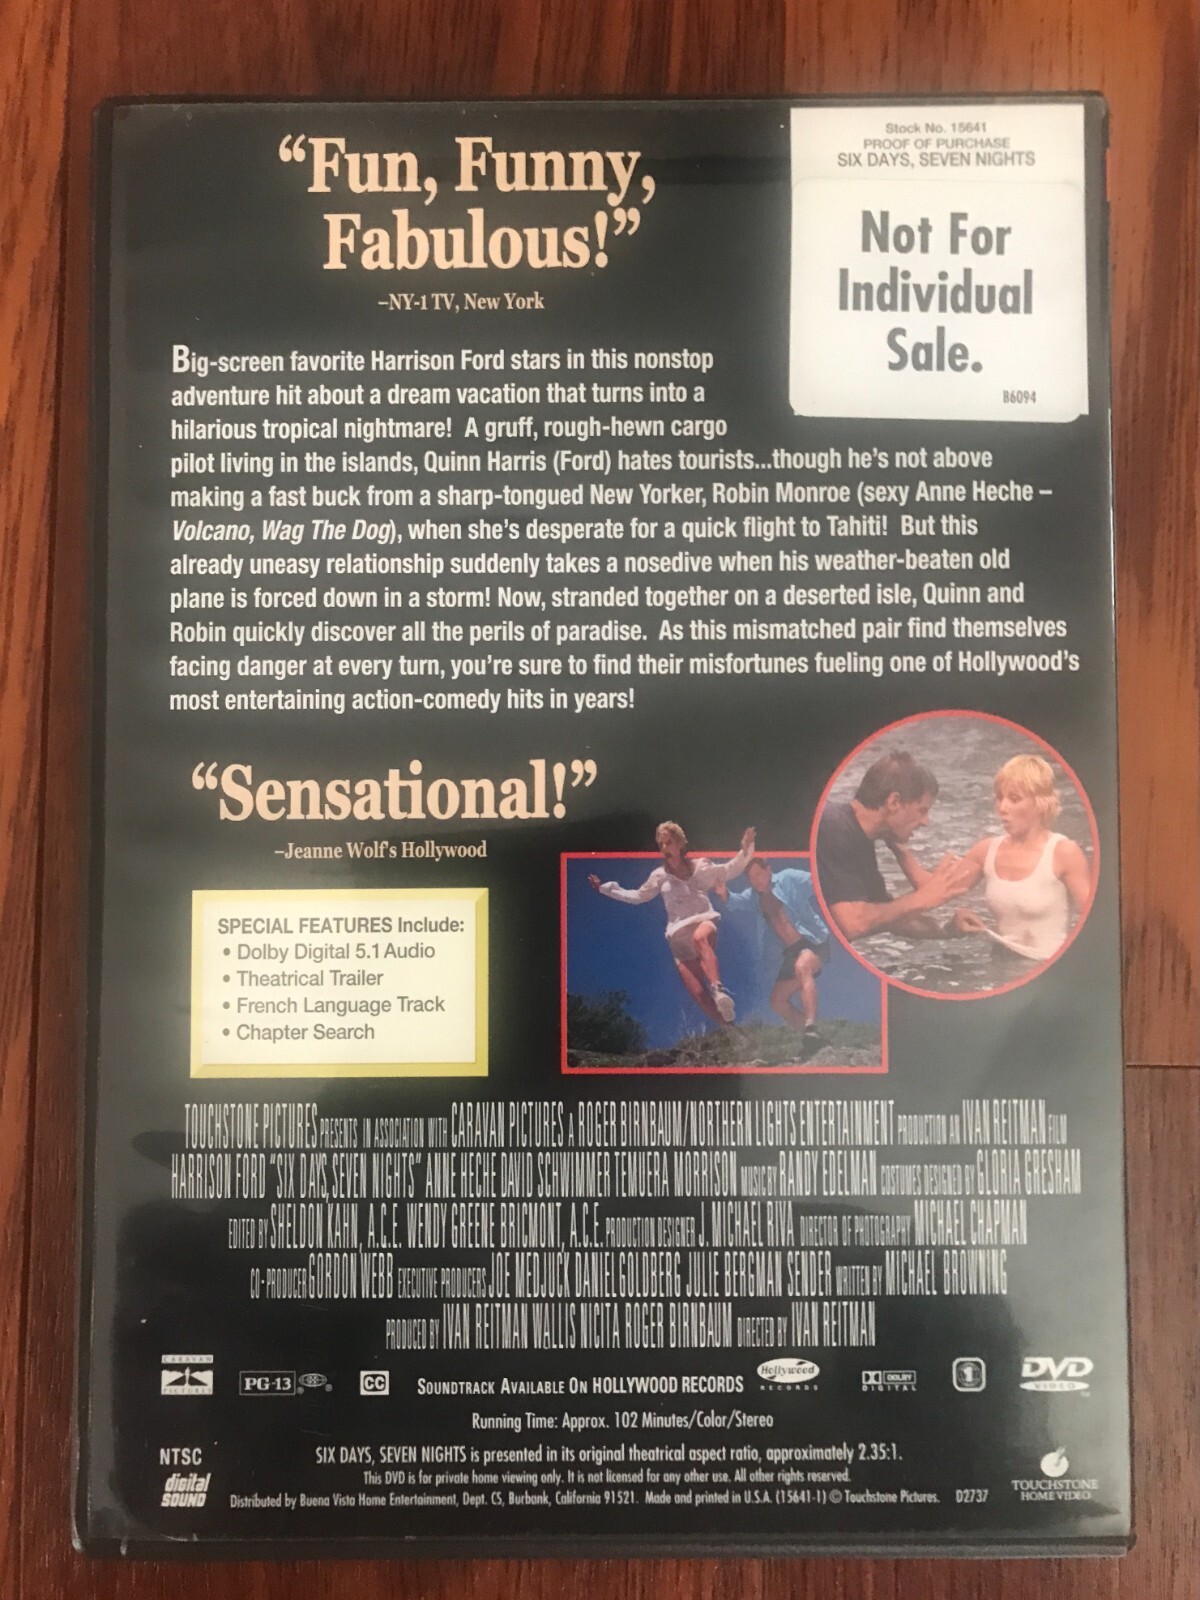 “Fun, Funny,
Fabulous!”
–NY-1 TV, New York
Stock No. 15641
PROOF OF PURCHASE
SIX DAYS, SEVEN NIGHTS
Not For
Individual
Sale.
B6094
Big-screen favorite Harrison Ford stars in this nonstop
adventure hit about a dream vacation that turns into a
hilarious tropical nightmare! A gruff, rough-hewn cargo
pilot living in the islands, Quinn Harris (Ford) hates tourists...though he’s not above
making a fast buck from a sharp-tongued New Yorker, Robin Monroe (sexy Anne Heche –
Volcano, Wag The Dog), when she’s desperate for a quick flight to Tahiti! But this
already uneasy relationship suddenly takes a nosedive when his weather-beaten old
plane is forced down in a storm! Now, stranded together on a deserted isle, Quinn and
Robin quickly discover all the perils of paradise. As this mismatched pair find themselves
facing danger at every turn, you’re sure to find their misfortunes fueling one of Hollywood’s
most entertaining action-comedy hits in years!
“Sensational!”
–Jeanne Wolf’s Hollywood
SPECIAL FEATURES Include:
• Dolby Digital 5.1 Audio
• Theatrical Trailer
• French Language Track
• Chapter Search
TOUCHSTONE PICTURES PRESENTS IN ASSOCIATION WITH CARAVAN PICTURES A ROGER BIRNBAUM/NORTHERN LIGHTS ENTERTAINMENT PRODUCTION AN IVAN REITMAN FILM
HARRISON FORD “SIX DAYS, SEVEN NIGHTS” ANNE HECHE DAVID SCHWIMMER TEMUERA MORRISON MUSIC BY RANDY EDELMAN COSTUMES DESIGNED BY GLORIA GRESHAM
EDITED BY SHELDON KAHN, A.C.E. WENDY GREENE BRICMONT, A.C.E. PRODUCTION DESIGNER J. MICHAEL RIVA DIRECTOR OF PHOTOGRAPHY MICHAEL CHAPMAN
CO-PRODUCER GORDON WEBB EXECUTIVE PRODUCERS JOE MEDJUCK DANIEL GOLDBERG JULIE BERGMAN SENDER WRITTEN BY MICHAEL BROWNING
PRODUCED BY IVAN REITMAN WALLIS NICITA ROGER BIRNBAUM DIRECTED BY IVAN REITMAN
CARAVAN
PICTURES
PG-13
CC
SOUNDTRACK AVAILABLE ON HOLLYWOOD RECORDS
Hollywood
RECORDS
DOLBY
DIGITAL
1
DVD
VIDEO
Running Time: Approx. 102 Minutes/Color/Stereo
NTSC
digital
SOUND
SIX DAYS, SEVEN NIGHTS is presented in its original theatrical aspect ratio, approximately 2.35:1.
This DVD is for private home viewing only. It is not licensed for any other use. All other rights reserved.
Distributed by Buena Vista Home Entertainment, Dept. CS, Burbank, California 91521. Made and printed in U.S.A. (15641-1) © Touchstone Pictures. D2737
TOUCHSTONE
HOME VIDEO